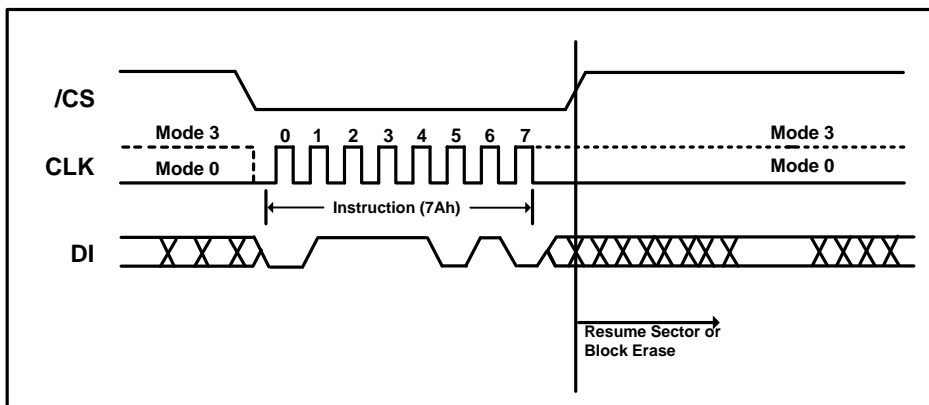 /CS
Mode 3
0 1 2 3 4 5 6 7
Mode 3
CLK
Mode 0
Mode 0
Instruction (7Ah)
DI
Resume Sector or
Block Erase